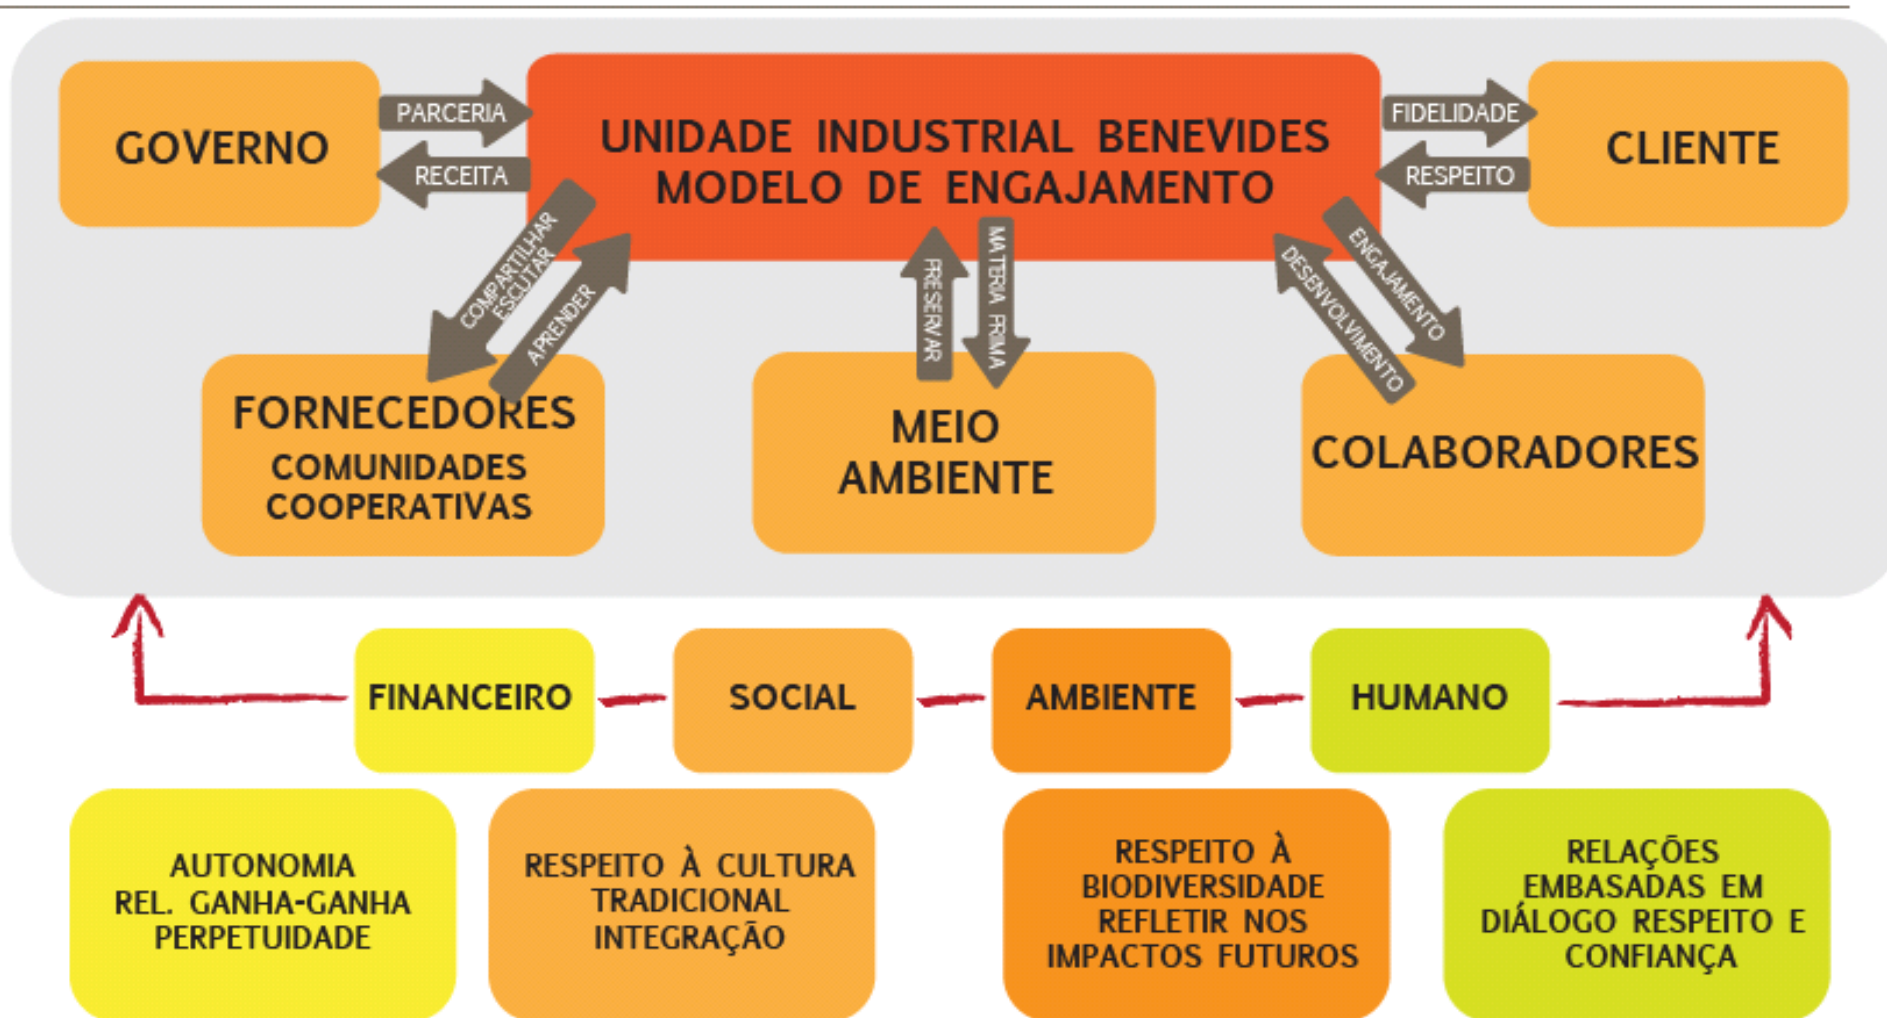 GOVERNO
PARCERIA
RECEITA
UNIDADE INDUSTRIAL BENEVIDES
MODELO DE ENGAJAMENTO
FIDELIDADE
RESPEITO
CLIENTE
COMPARTILHAR
ESCUTAR
APRENDER
PRESERVAR
MATERIA PRIMA
ENGAJAMENTO
DESENVOLVIMENTO
FORNECEDORES
COMUNIDADES
COOPERATIVAS
MEIO
AMBIENTE
COLABORADORES
FINANCEIRO
SOCIAL
AMBIENTE
HUMANO
AUTONOMIA
REL. GANHA-GANHA
PERPETUIDADE
RESPEITO À CULTURA
TRADICIONAL
INTEGRAÇÃO
RESPEITO À
BIODIVERSIDADE
REFLETIR NOS
IMPACTOS FUTUROS
RELAÇÕES
EMBASADAS EM
DIÁLOGO RESPEITO E
CONFIANÇA